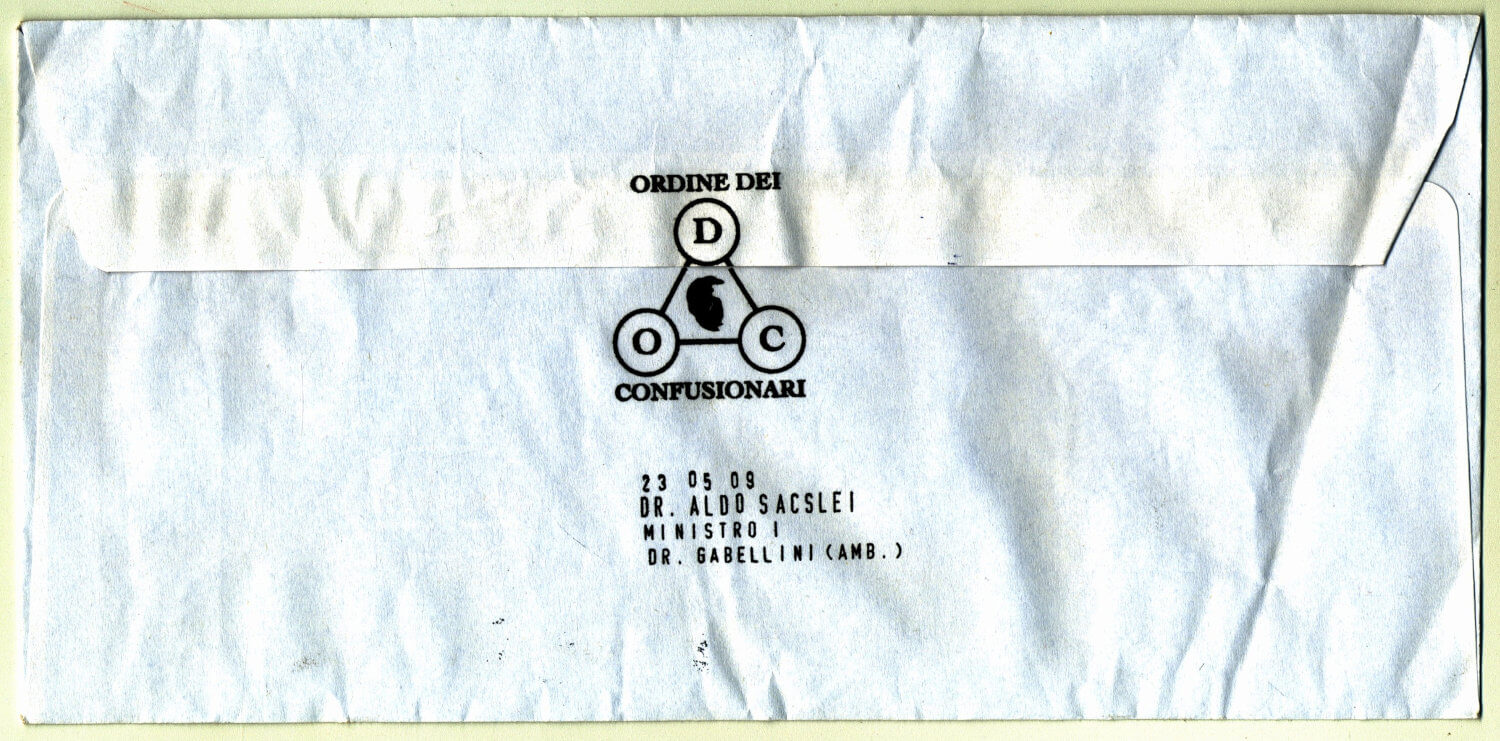 ORDINE DEI
D
O C
CONFUSIONARI
23 05 09
DR. ALDO SACSLEI
MINISTRO I
DR. GABELLINI (AMB.)